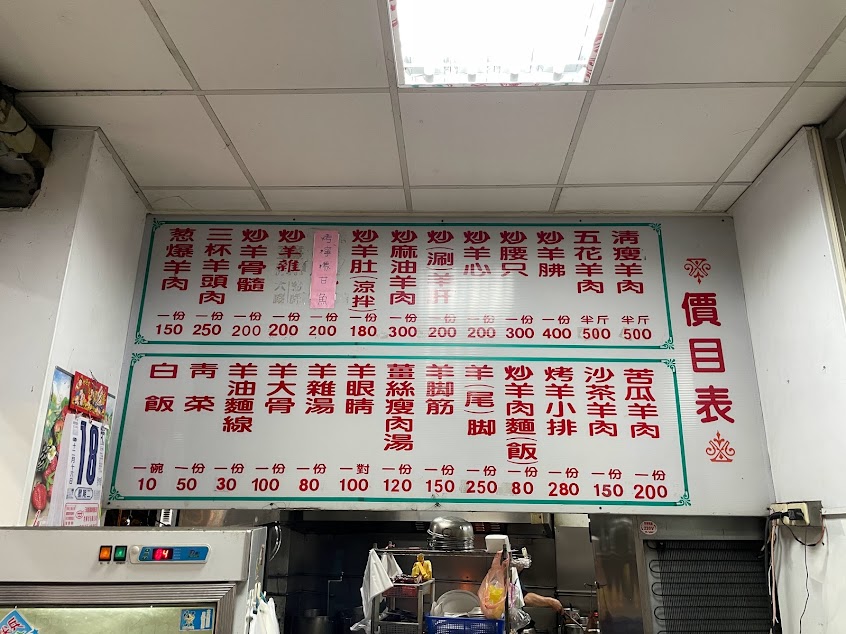 價目表
清瘦羊肉 半斤 500
五花羊肉 半斤 500
炒羊胇 一份 400
炒腰只 一份 300
炒羊心 一份 200
炒(涮)羊肝 一份 200
炒麻油羊肉 一份 300
炒羊肚(涼拌) 一份 180
一份 200
炒羊雜 一份 200
炒羊骨髓 一份 200
三杯羊頭肉 一份 250
葱爆羊肉 一份 150
苦瓜羊肉 一份 200
沙茶羊肉 一份 150
烤羊小排 一份 280
炒羊肉麵(飯) 一份 80
羊(尾)脚 一份 250
羊脚筋 一份 150
薑絲瘦肉湯 一份 120
羊眼睛 一對 100
羊雜湯 一份 80
羊大骨 一份 100
羊油麵線 一份 30
青菜 一份 50
白飯 一碗 10
18